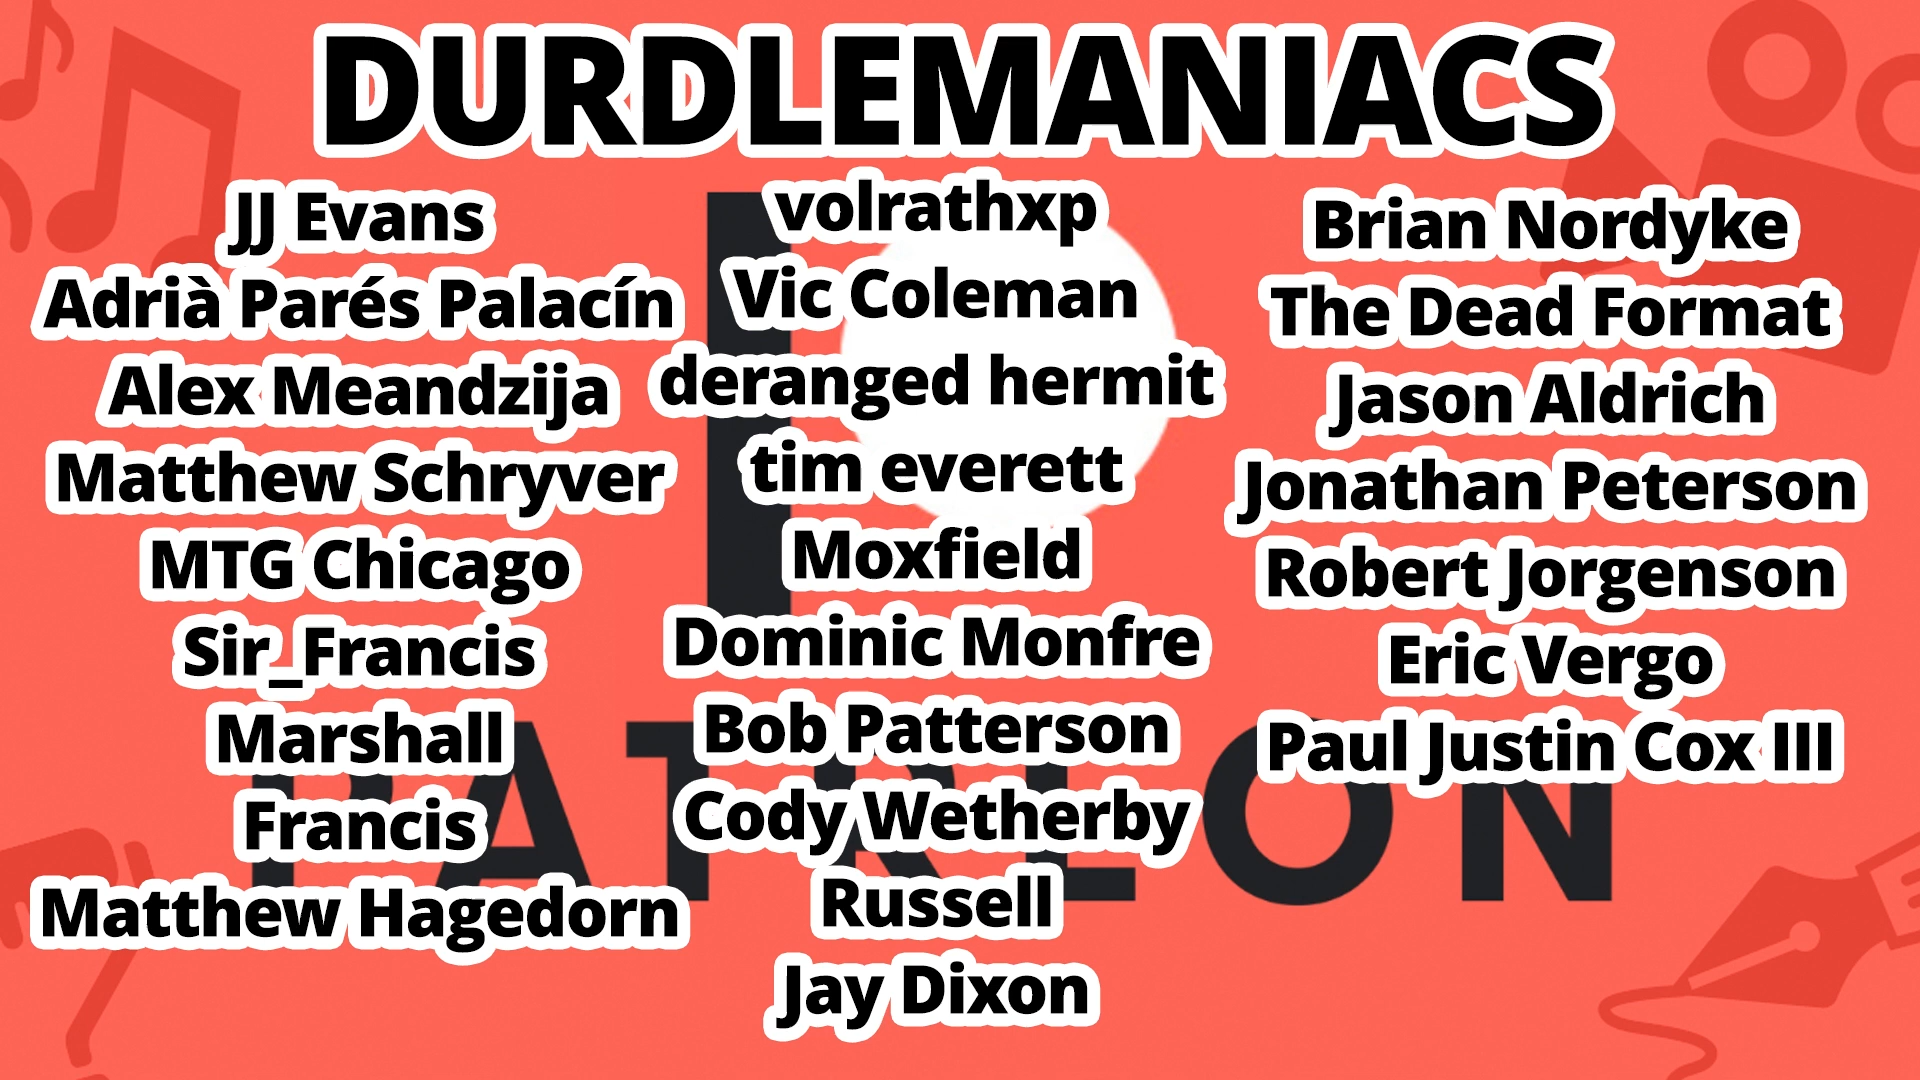 DURDLEMANIACS
JJ Evans
Adrià Parés Palacín
Alex Meandzija
Matthew Schryver
MTG Chicago
Sir_Francis
Marshall
Francis
Matthew Hagedorn
volrathxp
Vic Coleman
deranged hermit
tim everett
Moxfield
Dominic Monfre
Bob Patterson
Cody Wetherby
Russell
Jay Dixon
Brian Nordyke
The Dead Format
Jason Aldrich
Jonathan Peterson
Robert Jorgenson
Eric Vergo
Paul Justin Cox III
PATREON